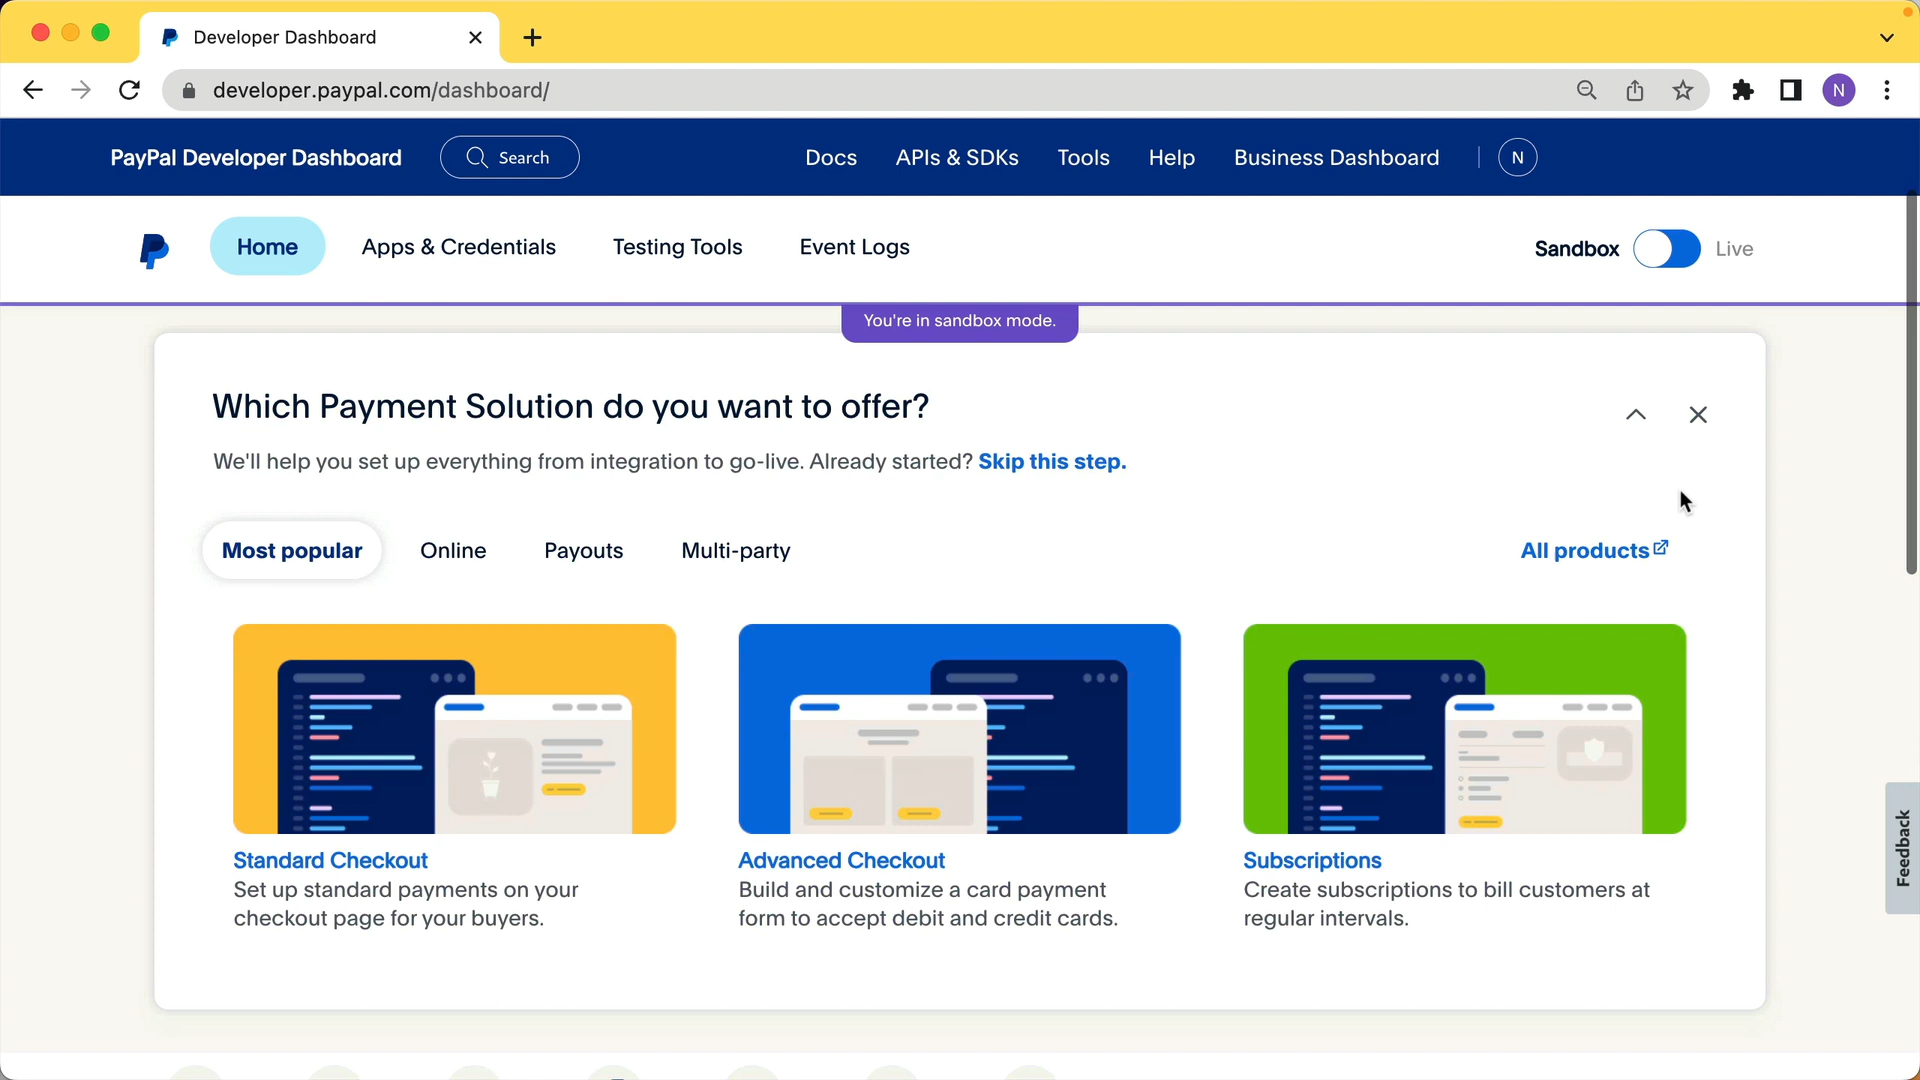 Developer Dashboard
developer.paypal.com/dashboard/
N
PayPal Developer Dashboard
Search
Docs
APIs & SDKs
Tools
Help
Business Dashboard
N
Home
Apps & Credentials
Testing Tools
Event Logs
Sandbox
Live
You're in sandbox mode.
Which Payment Solution do you want to offer?
We'll help you set up everything from integration to go-live. Already started? Skip this step.
Most popular
Online
Payouts
Multi-party
All products
Standard Checkout
Set up standard payments on your
checkout page for your buyers.
Advanced Checkout
Build and customize a card payment
form to accept debit and credit cards.
Subscriptions
Create subscriptions to bill customers at
regular intervals.
Feedback